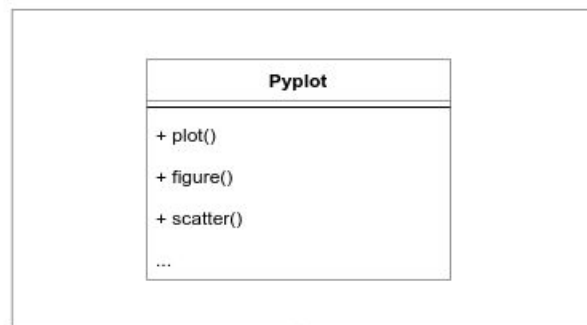 Pyplot
+ plot()
+ figure()
+ scatter()
...